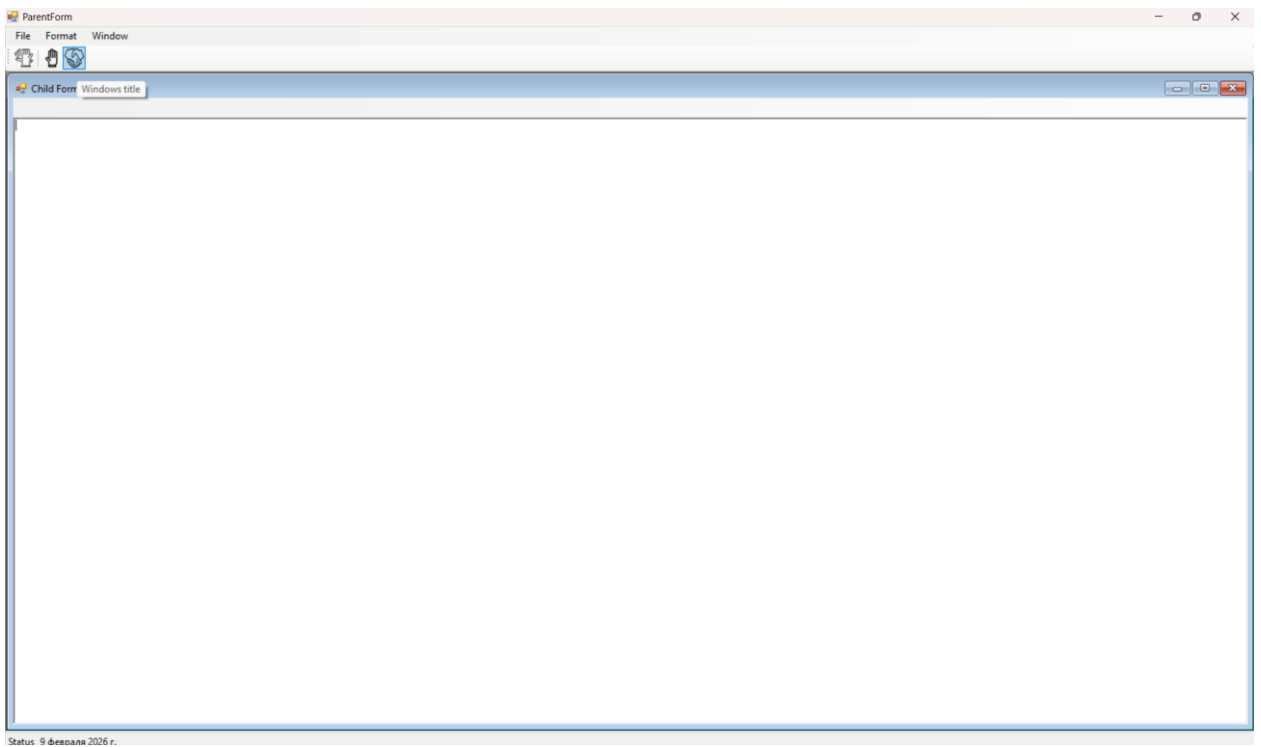 ParentForm
File Format Window
Child Form
Windows title
Status 9 февраля 2026 г.